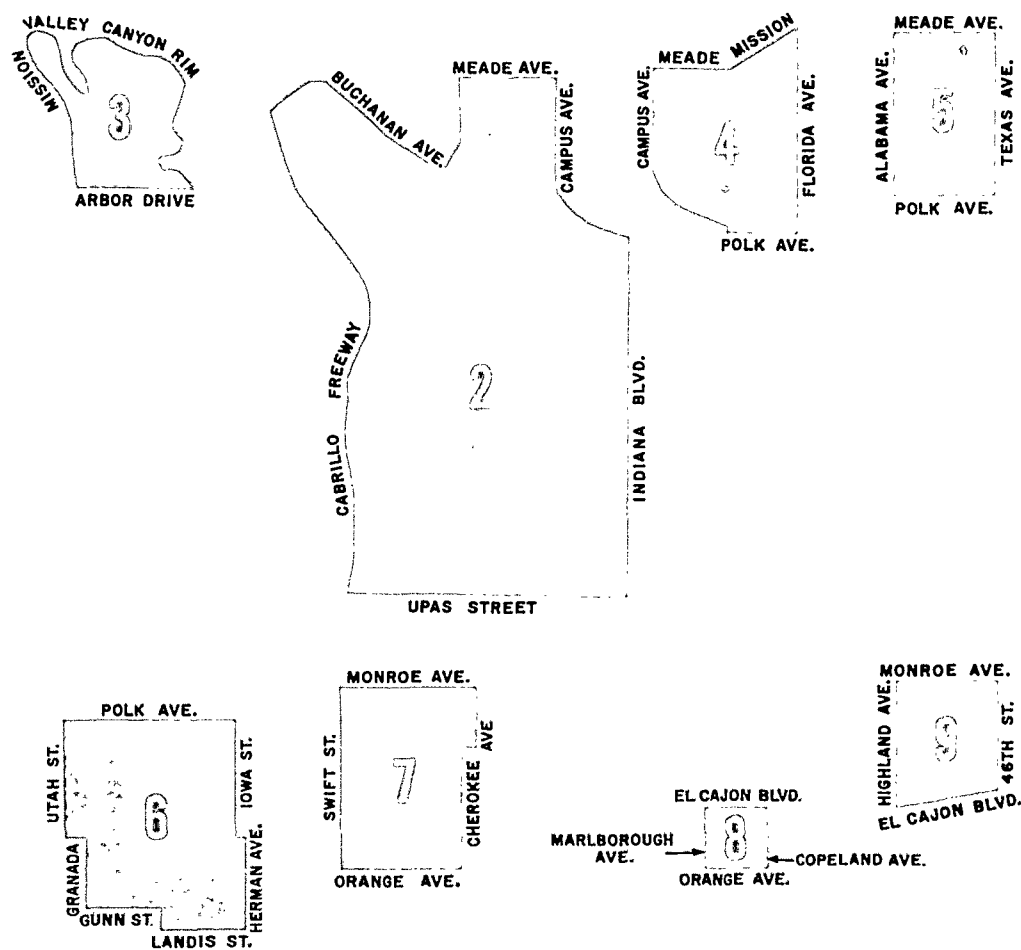 VALLEY CANYON RIM
MISSION
3
ARBOR DRIVE
BUCHANAN AVE.
MEADE AVE.
CAMPUS AVE.
CABRILLO FREEWAY
2
INDIANA BLVD.
UPAS STREET
MEADE MISSION
CAMPUS AVE.
4
FLORIDA AVE.
POLK AVE.
MEADE AVE.
ALABAMA AVE.
5
TEXAS AVE.
POLK AVE.
POLK AVE.
UTAH ST.
6
IOWA ST.
GRANADA
HERMAN AVE.
GUNN ST.
LANDIS ST.
MONROE AVE.
SWIFT ST.
7
CHEROKEE AVE
ORANGE AVE.
EL CAJON BLVD.
MARLBOROUGH
AVE.
8
COPELAND AVE.
ORANGE AVE.
MONROE AVE.
HIGHLAND AVE.
9
46TH ST.
EL CAJON BLVD.